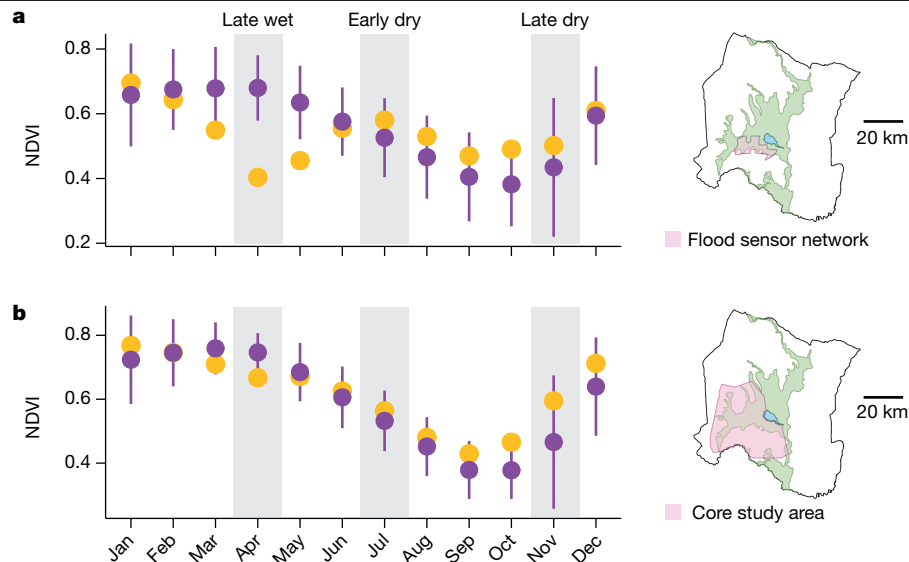 a
Late wet
Early dry
Late dry
NDVI
0.8
0.6
0.4
0.2
20 km
Flood sensor network
b
NDVI
0.8
0.6
0.4
20 km
Core study area
Jan
Feb
Mar
Apr
May
Jun
Jul
Aug
Sep
Oct
Nov
Dec